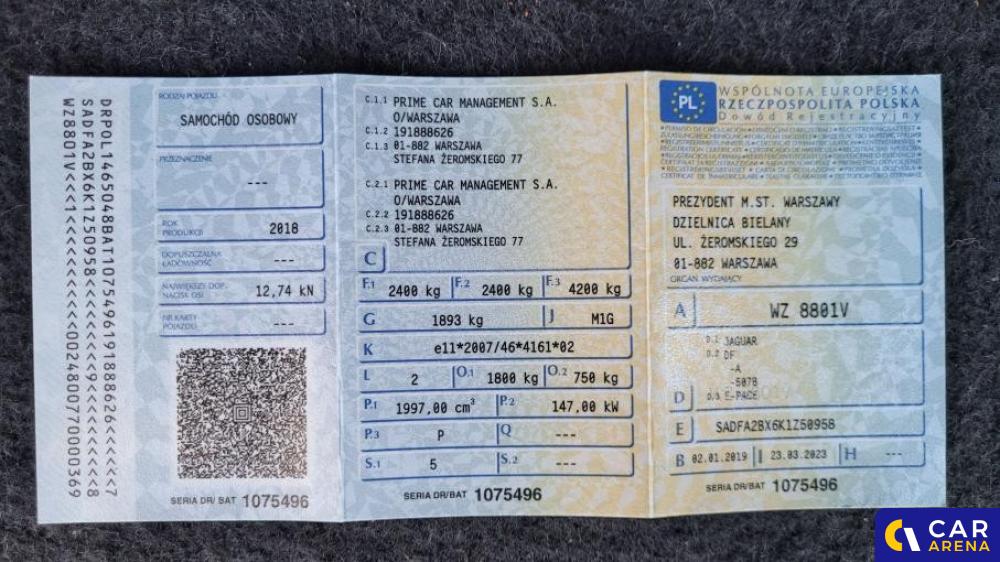 DRPOL1465048BAT1075496191888626<<<<<7
SADFA2BX6K1Z50958<<<<<<<9<<<<<<<<<<8
WZ8801V<<1<<<<<<<<<<<0024800770000369
RODZAJ POJAZDU
SAMOCHÓD OSOBOWY
PRZEZNACZENIE
---
ROK PRODUKCJI 2018
DOPUSZCZALNA ŁADOWNOŚĆ ---
NAJWIĘKSZY DOP. NACISK OSI 12,74 kN
NR KARTY POJAZDU ---
SERIA DR/BAT 1075496
C.1.1 PRIME CAR MANAGEMENT S.A.
O/WARSZAWA
C.1.2 191888626
C.1.3 01-882 WARSZAWA
STEFANA ŻEROMSKIEGO 77
C.2.1 PRIME CAR MANAGEMENT S.A.
O/WARSZAWA
C.2.2 191888626
C.2.3 01-882 WARSZAWA
STEFANA ŻEROMSKIEGO 77
C
F.1 2400 kg F.2 2400 kg F.3 4200 kg
G 1893 kg J M1G
K e11*2007/46*4161*02
L 2 O.1 1800 kg O.2 750 kg
P.1 1997,00 cm³ P.2 147,00 kW
P.3 P Q ---
S.1 5 S.2 ---
SERIA DR/BAT 1075496
PL
WSPÓLNOTA EUROPEJSKA
RZECZPOSPOLITA POLSKA
Dowód Rejestracyjny
PREZYDENT M.ST. WARSZAWY
DZIELNICA BIELANY
UL. ŻEROMSKIEGO 29
01-882 WARSZAWA
ORGAN WYDAJĄCY
A WZ 8801V
D.1 JAGUAR
D.2 DF
-A
-5078
D D.3 E-PACE
E SADFA2BX6K1Z50958
B 02.01.2019 I 23.03.2023 H ---
SERIA DR/BAT 1075496
CAR
ARENA